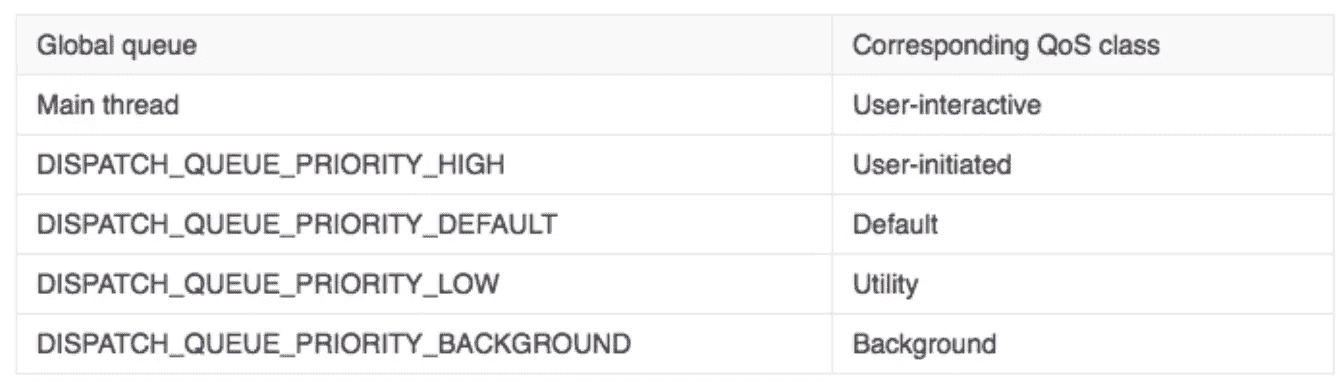 Global queue Corresponding QoS class
Main thread User-interactive
DISPATCH_QUEUE_PRIORITY_HIGH User-initiated
DISPATCH_QUEUE_PRIORITY_DEFAULT Default
DISPATCH_QUEUE_PRIORITY_LOW Utility
DISPATCH_QUEUE_PRIORITY_BACKGROUND Background